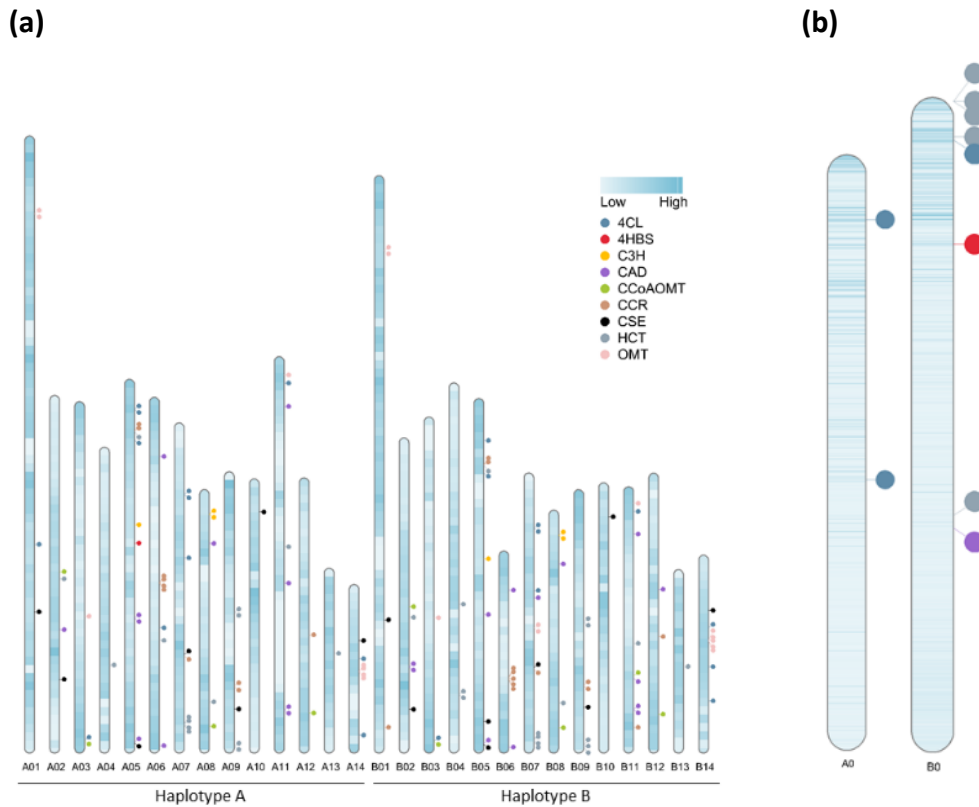 (a)
(b)
Low High
4CL
4HBS
C3H
CAD
CCoAOMT
CCR
CSE
HCT
OMT
A01 A02 A03 A04 A05 A06 A07 A08 A09 A10 A11 A12 A13 A14 B01 B02 B03 B04 B05 B06 B07 B08 B09 B10 B11 B12 B13 B14
Haplotype A Haplotype B
A0 B0